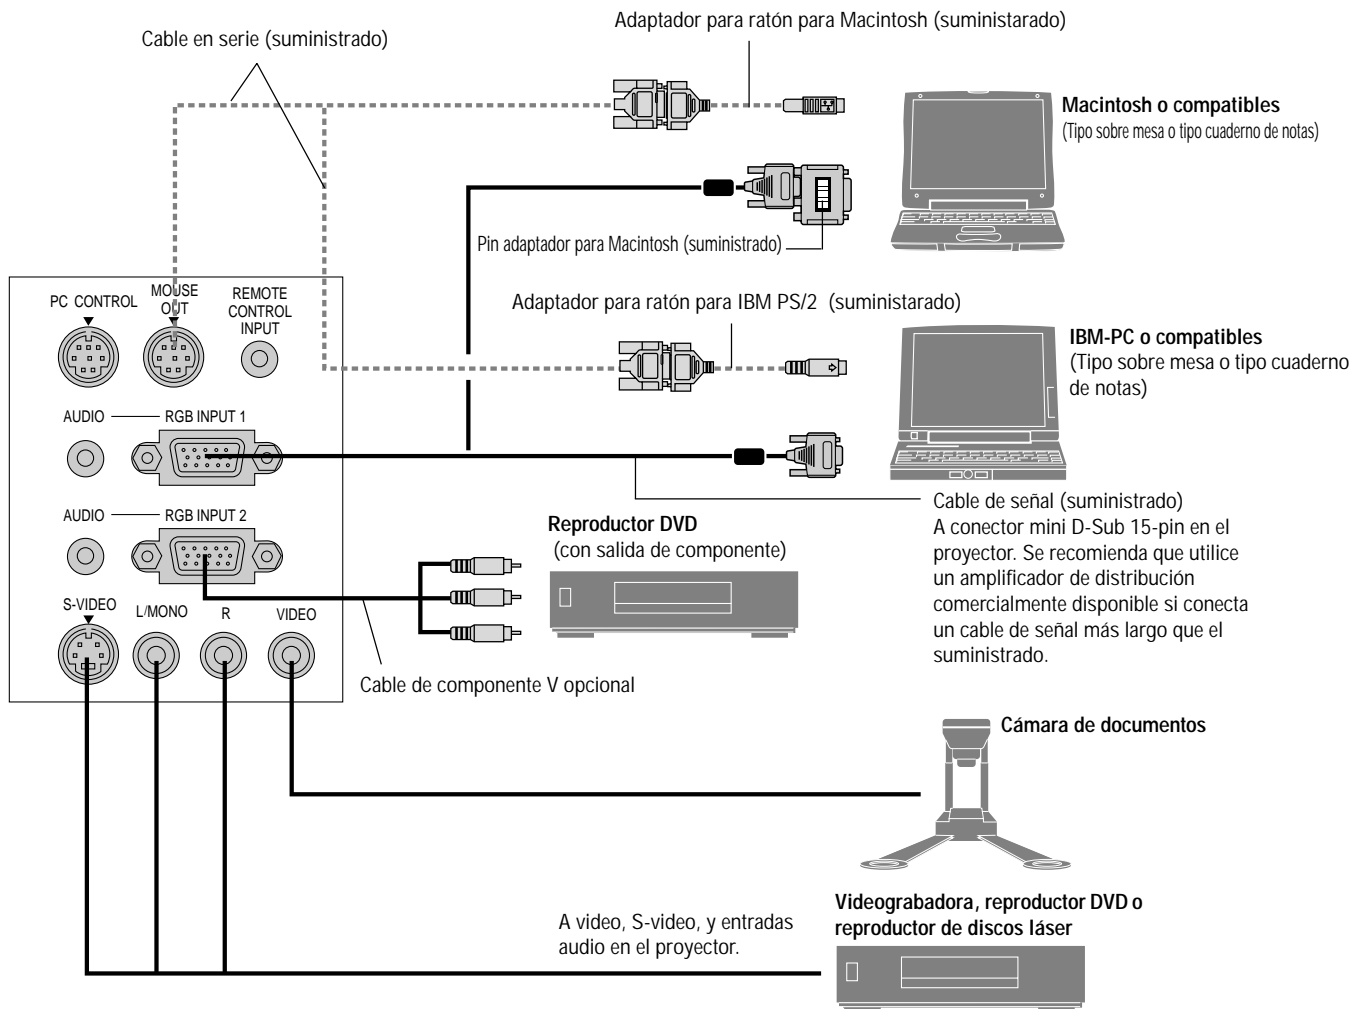 Adaptador para ratón para Macintosh (suministarado)
Cable en serie (suministrado)
Macintosh o compatibles
(Tipo sobre mesa o tipo cuaderno de notas)
Pin adaptador para Macintosh (suministrado)
PC CONTROL
MOUSE
OUT
REMOTE
CONTROL
INPUT
Adaptador para ratón para IBM PS/2 (suministarado)
IBM-PC o compatibles
(Tipo sobre mesa o tipo cuaderno
de notas)
AUDIO
RGB INPUT 1
Cable de señal (suministrado)
A conector mini D-Sub 15-pin en el
proyector. Se recomienda que utilice
un amplificador de distribución
comercialmente disponible si conecta
un cable de señal más largo que el
suministrado.
AUDIO
RGB INPUT 2
Reproductor DVD
(con salida de componente)
S-VIDEO
L/MONO
R
VIDEO
Cable de componente V opcional
Cámara de documentos
Videograbadora, reproductor DVD o
reproductor de discos láser
A video, S-video, y entradas
audio en el proyector.